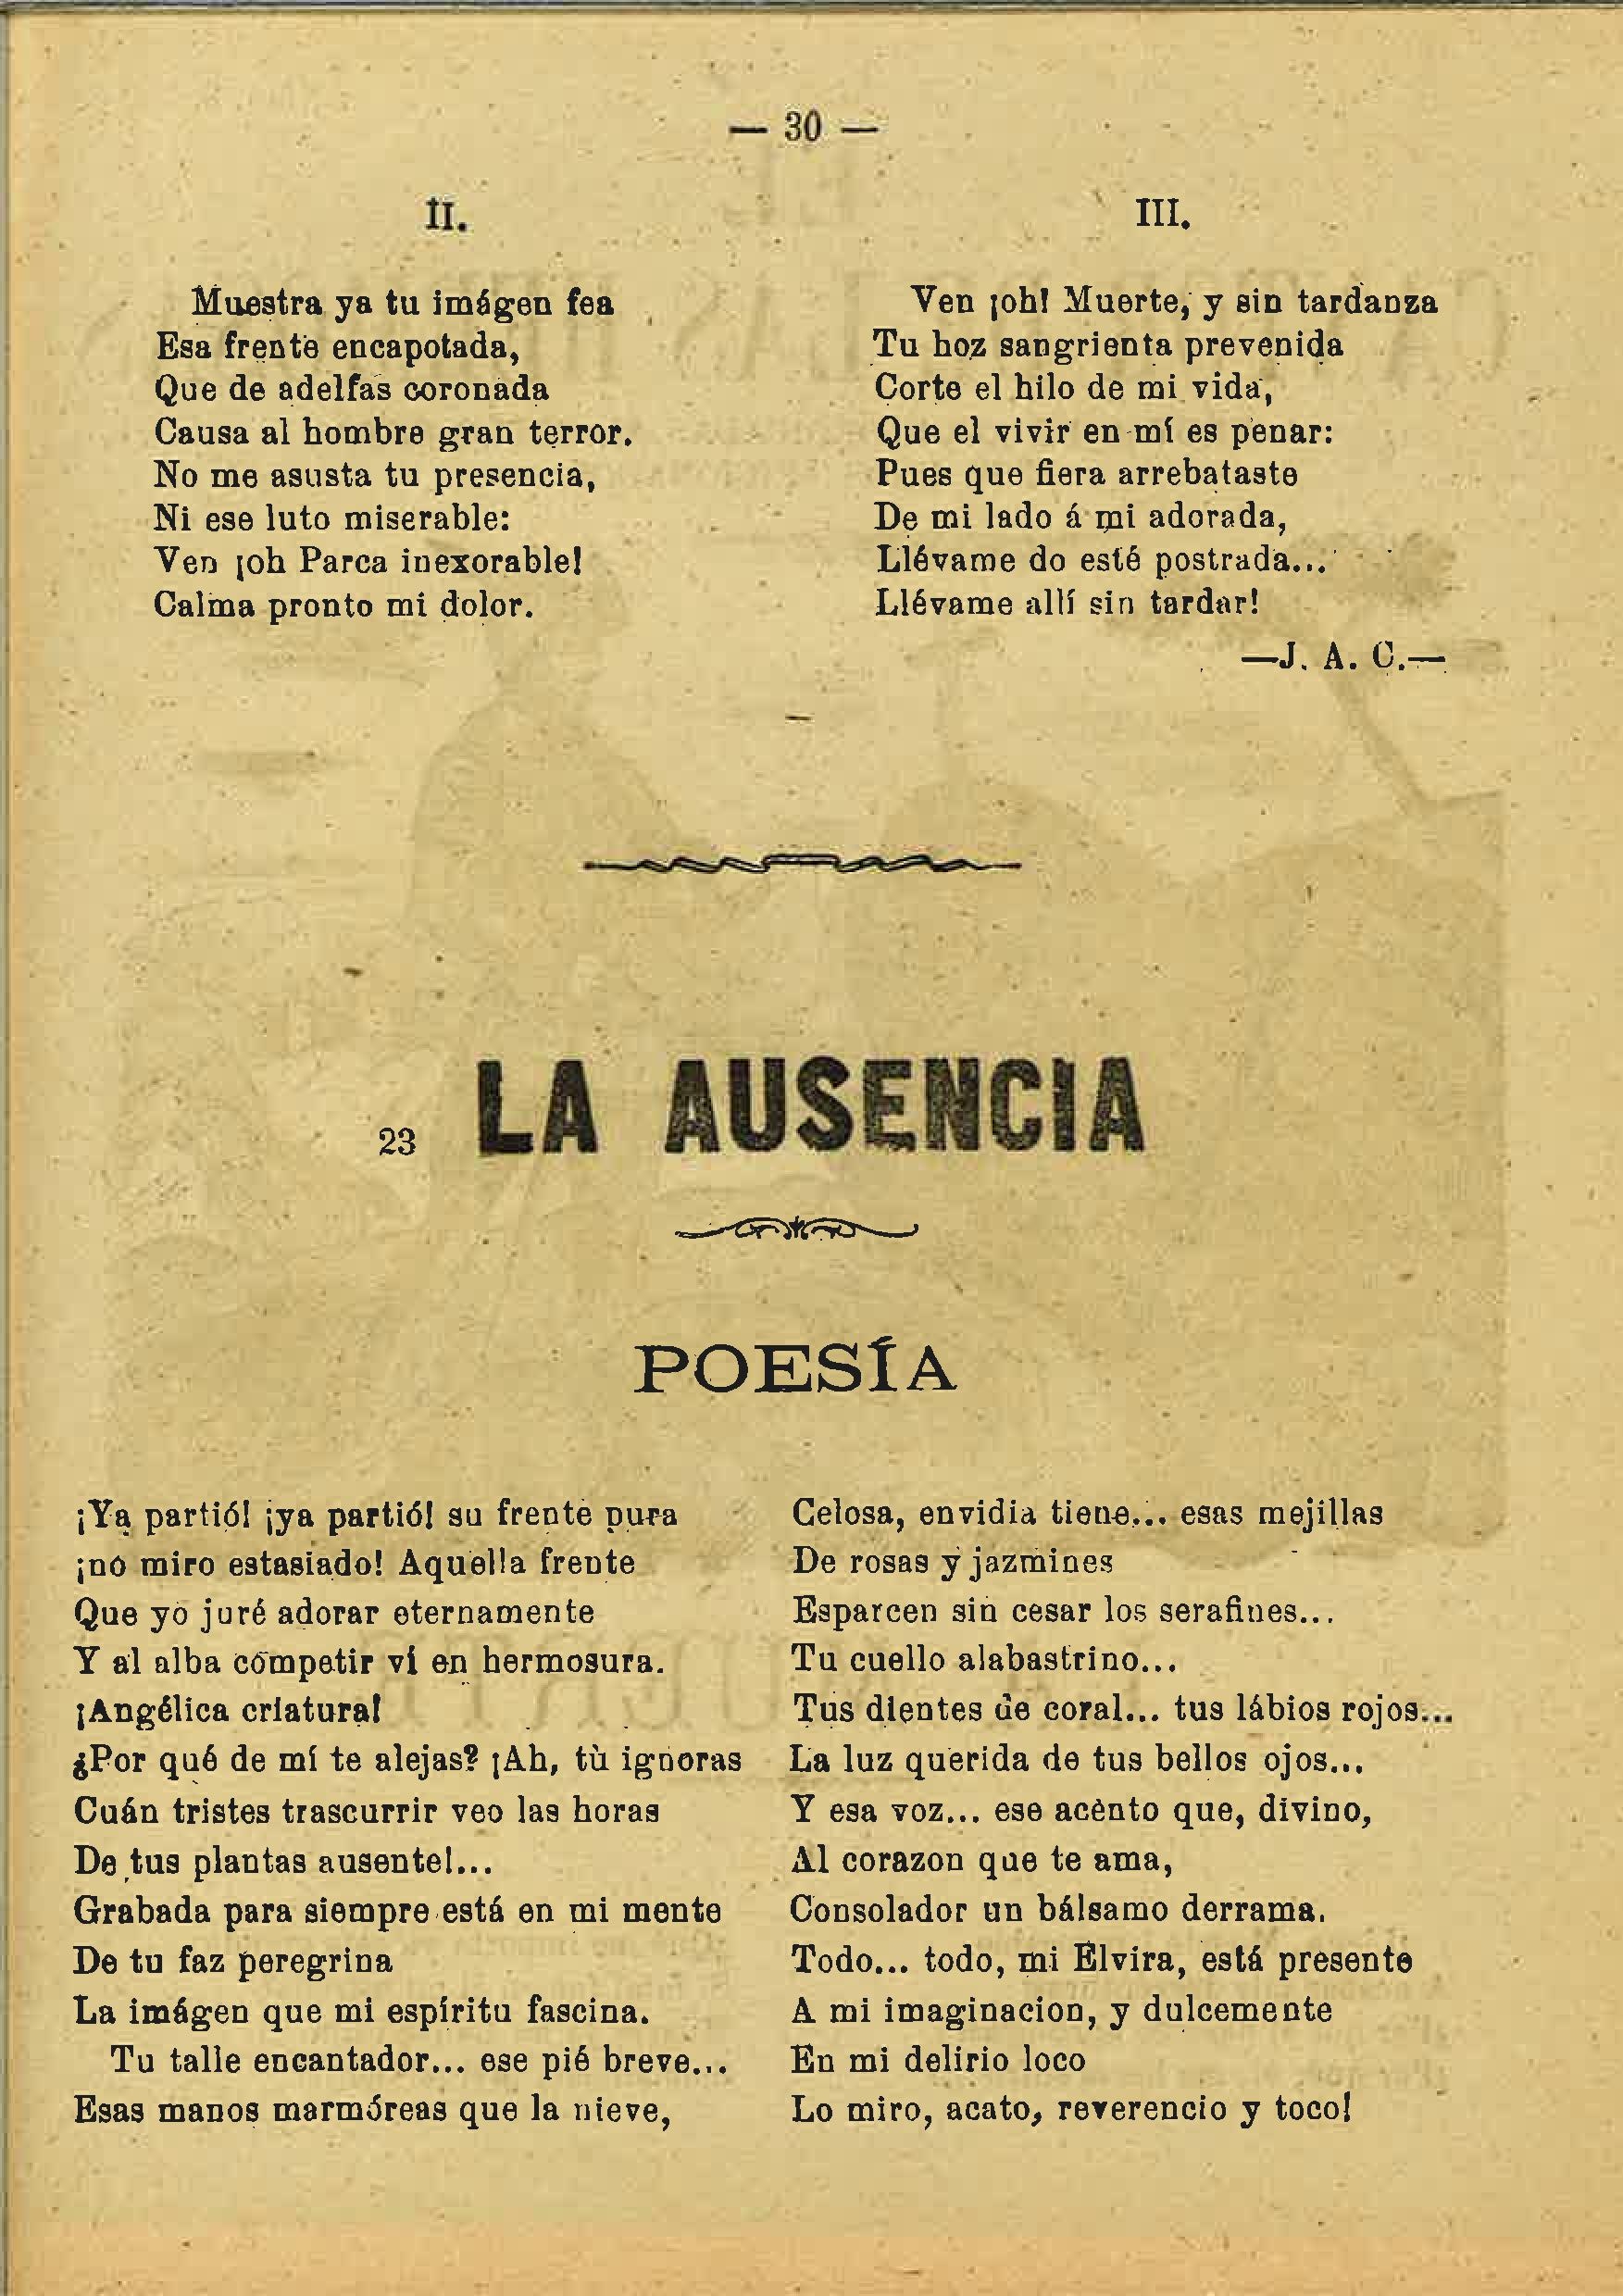 — 30 —
II.
Muestra ya tu imágen fea
Esa frente encapotada,
Que de adelfas coronada
Causa al hombre gran terror.
No me asusta tu presencia,
Ni ese luto miserable:
Ven ¡oh Parca inexorable!
Calma pronto mi dolor.
III.
Ven ¡oh! Muerte, y sin tardanza
Tu hoz sangrienta prevenida
Corte el hilo de mi vida,
Que el vivir en mí es penar:
Pues que fiera arrebataste
De mi lado á mi adorada,
Llévame do esté postrada...
Llévame allí sin tardar!
—J. A. C.—
23 LA AUSENCIA
POESÍA
¡Ya partió! ¡ya partió! su frente pura
¡no miro estasiado! Aquella frente
Que yo juré adorar eternamente
Y al alba competir ví en hermosura.
¡Angélica criatura!
¿Por qué de mí te alejas? ¡Ah, tù ignoras
Cuán tristes trascurrir veo las horas
De tus plantas ausente!...
Grabada para siempre está en mi mente
De tu faz peregrina
La imágen que mi espíritu fascina.
Tu talle encantador... ese pié breve...
Esas manos marmóreas que la nieve,
Celosa, envidia tiene... esas mejillas
De rosas y jazmines
Esparcen sin cesar los serafines...
Tu cuello alabastrino...
Tus dientes de coral... tus lábios rojos...
La luz querida de tus bellos ojos...
Y esa voz... ese acento que, divino,
Al corazon que te ama,
Consolador un bálsamo derrama.
Todo... todo, mi Elvira, está presente
A mi imaginacion, y dulcemente
En mi delirio loco
Lo miro, acato, reverencio y toco!